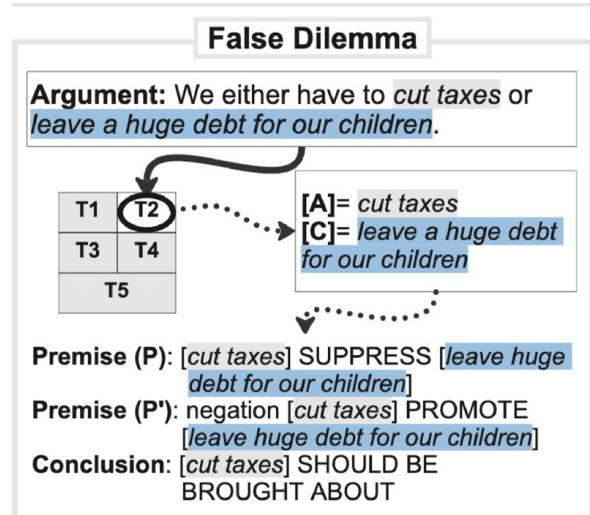 False Dilemma
Argument: We either have to cut taxes or
leave a huge debt for our children.
T1 T2
T3 T4
T5
[A]= cut taxes
[C]= leave a huge debt
for our children
Premise (P): [cut taxes] SUPPRESS [leave huge
debt for our children]
Premise (P'): negation [cut taxes] PROMOTE
[leave huge debt for our children]
Conclusion: [cut taxes] SHOULD BE
BROUGHT ABOUT